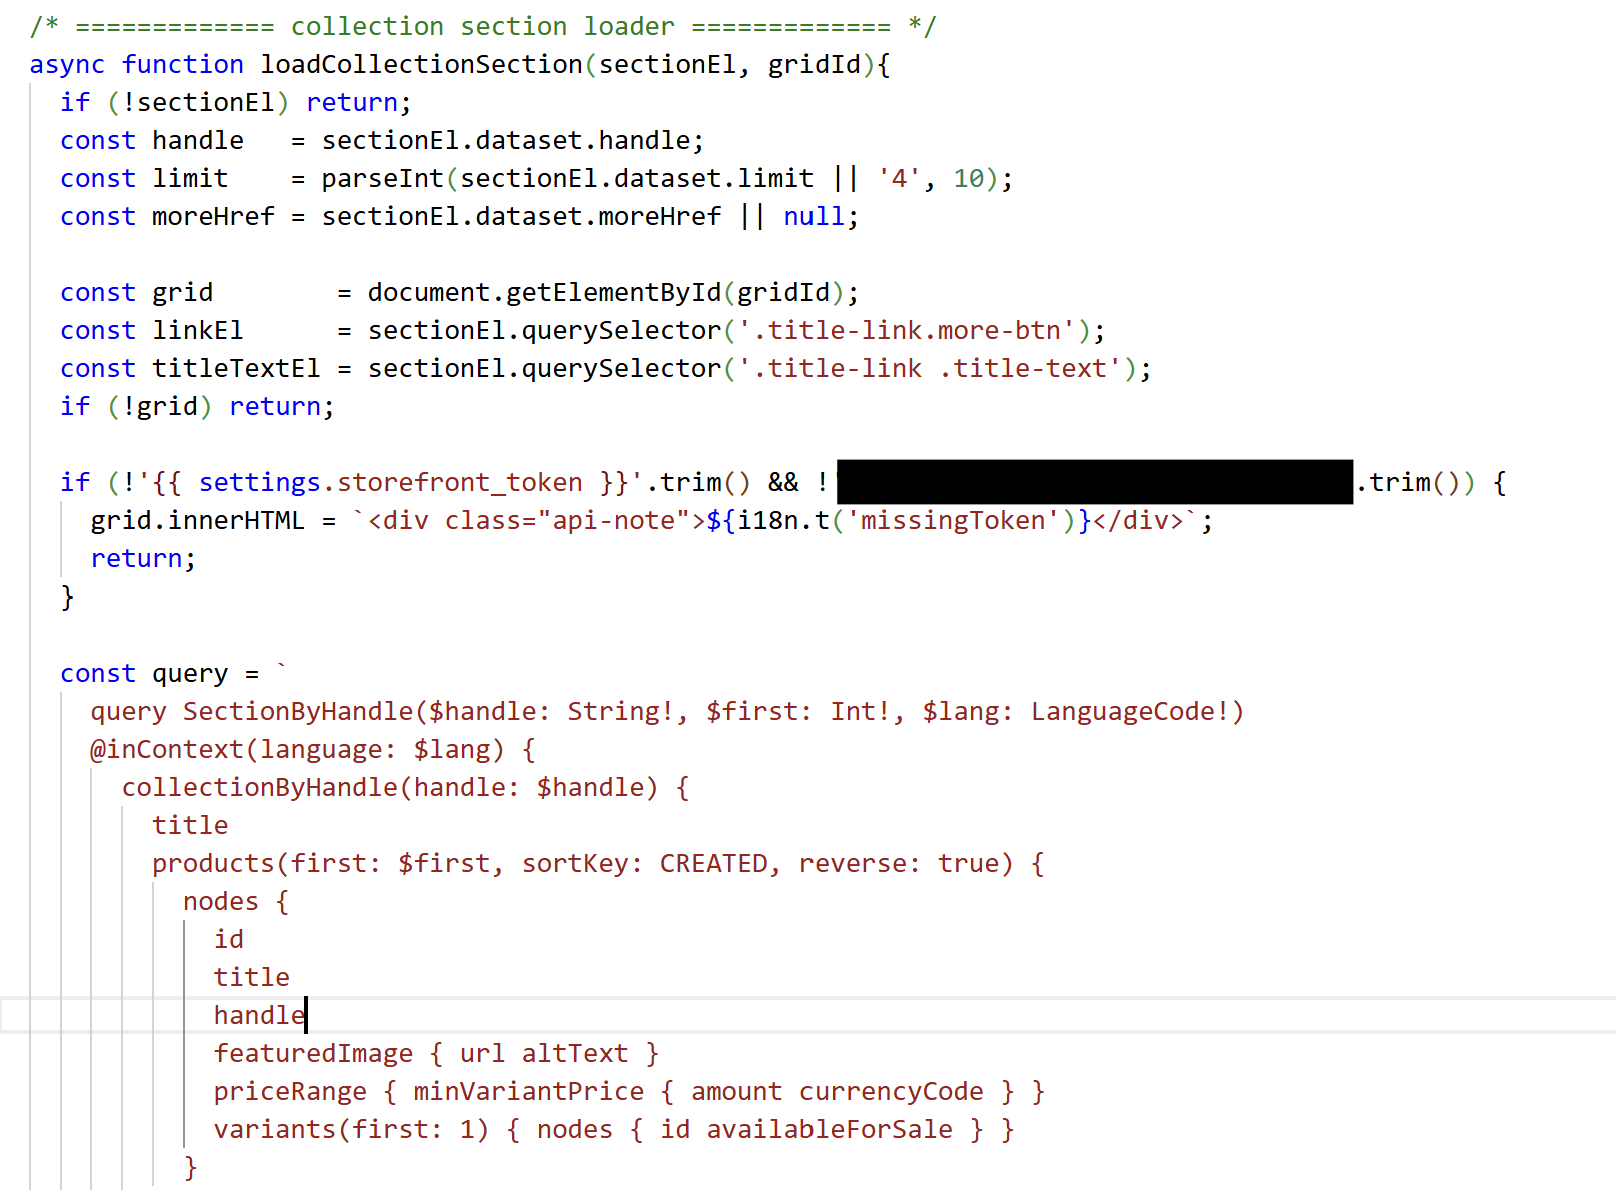 /* ============= collection section loader ============= */
async function loadCollectionSection(sectionEl, gridId){
  if (!sectionEl) return;
  const handle   = sectionEl.dataset.handle;
  const limit    = parseInt(sectionEl.dataset.limit || '4', 10);
  const moreHref = sectionEl.dataset.moreHref || null;

  const grid        = document.getElementById(gridId);
  const linkEl      = sectionEl.querySelector('.title-link.more-btn');
  const titleTextEl = sectionEl.querySelector('.title-link .title-text');
  if (!grid) return;

  if (!'{{ settings.storefront_token }}'.trim() && !.trim()) {
    grid.innerHTML = `<div class="api-note">${i18n.t('missingToken')}</div>`;
    return;
  }

  const query = `
    query SectionByHandle($handle: String!, $first: Int!, $lang: LanguageCode!)
    @inContext(language: $lang) {
      collectionByHandle(handle: $handle) {
        title
        products(first: $first, sortKey: CREATED, reverse: true) {
          nodes {
            id
            title
            handle
            featuredImage { url altText }
            priceRange { minVariantPrice { amount currencyCode } }
            variants(first: 1) { nodes { id availableForSale } }
          }